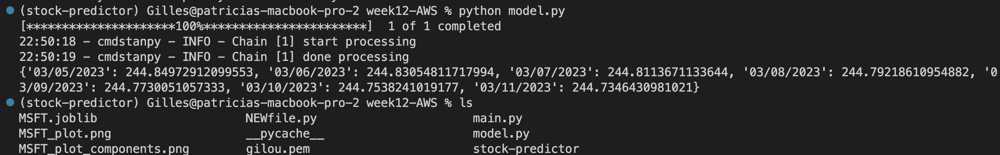 (stock-predictor) Gilles@patricias-macbook-pro-2 week12-AWS % python model.py
[*********************100%***********************]  1 of 1 completed
22:50:18 - cmdstanpy - INFO - Chain [1] start processing
22:50:19 - cmdstanpy - INFO - Chain [1] done processing
{'03/05/2023': 244.84972912099553, '03/06/2023': 244.83054811717994, '03/07/2023': 244.8113671133644, '03/08/2023': 244.79218610954882, '0
3/09/2023': 244.7730051057333, '03/10/2023': 244.7538241019177, '03/11/2023': 244.7346430981021}
(stock-predictor) Gilles@patricias-macbook-pro-2 week12-AWS % ls
MSFT.joblib NEWfile.py main.py
MSFT_plot.png __pycache__ model.py
MSFT_plot_components.png gilou.pem stock-predictor